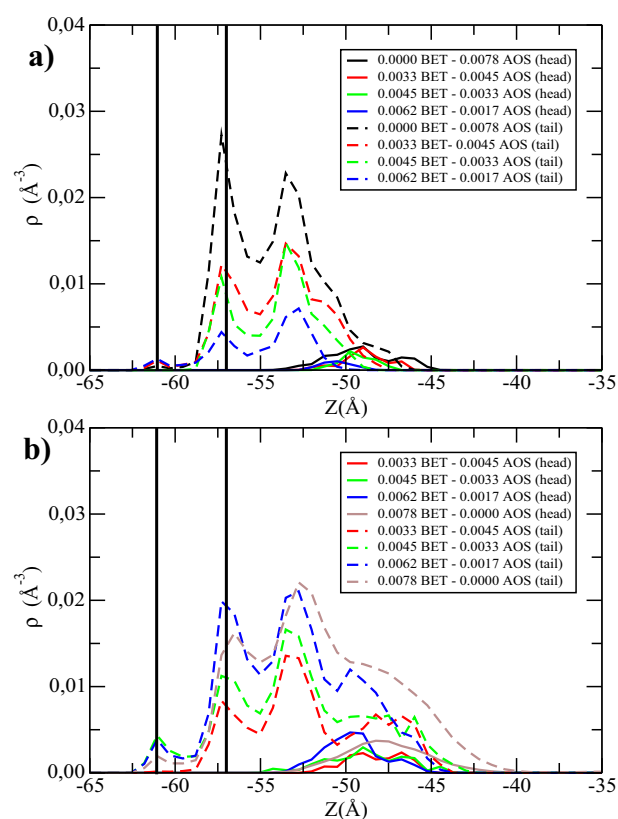 a)
0,04
0,03
0,02
0,01
0,00
ρ (Å⁻³)
0.0000 BET - 0.0078 AOS (head)
0.0033 BET - 0.0045 AOS (head)
0.0045 BET - 0.0033 AOS (head)
0.0062 BET - 0.0017 AOS (head)
0.0000 BET - 0.0078 AOS (tail)
0.0033 BET- 0.0045 AOS (tail)
0.0045 BET - 0.0033 AOS (tail)
0.0062 BET - 0.0017 AOS (tail)
-65 -60 -55 -50 -45 -40 -35
Z(Å)
b)
0,04
0,03
0,02
0,01
0,00
ρ (Å⁻³)
0.0033 BET - 0.0045 AOS (head)
0.0045 BET - 0.0033 AOS (head)
0.0062 BET - 0.0017 AOS (head)
0.0078 BET - 0.0000 AOS (head)
0.0033 BET - 0.0045 AOS (tail)
0.0045 BET - 0.0033 AOS (tail)
0.0062 BET - 0.0017 AOS (tail)
0.0078 BET - 0.0000 AOS (tail)
-65 -60 -55 -50 -45 -40 -35
Z(Å)